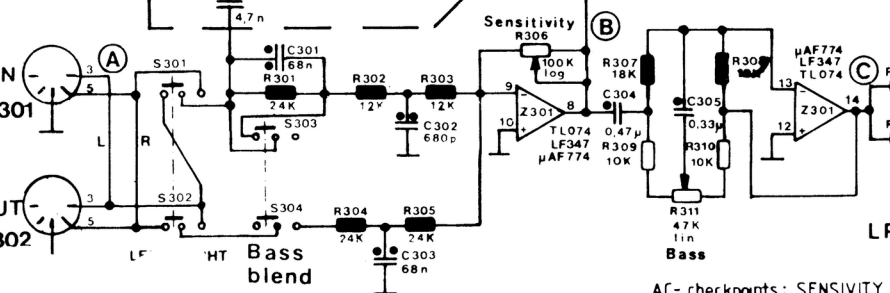 4,7n
Sensitivity
R306
100K
log
B
A
C
N
301
3
5
S301
C301
68n
R301
24K
S303
R302
12K
R303
12K
C302
680p
9
10
8
Z301
TL074
LF347
µAF774
C304
0,47µ
R307
18K
C305
0,33µ
R309
10K
R310
10K
R311
47K
lin
Bass
µAF774
LF347
TL074
13
12
14
Z301
L
R
UT
302
3
5
S302
S304
Bass
blend
R304
24K
R305
24K
C303
68n
AC- checkpoints: SENSIVITY